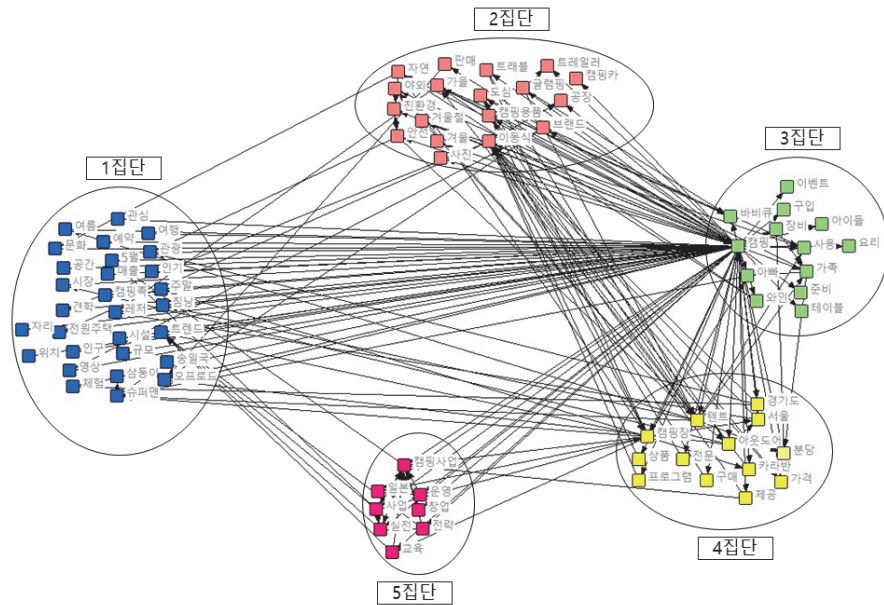 2집단
자연
판매
트래블
트레일러
캠핑카
야외
가을
도심
글램핑
공장
친환경
겨울철
캠핑용품
브랜드
안전
겨울
이동식
사진
3집단
이벤트
바비큐
구입
장비
아이들
캠핑
사용
요리
아빠
가족
와인
준비
테이블
1집단
관심
여름
여행
문화
예약
관광
5월
공간
매출
인기
시장
캠핑족
주말
견학
레저
침낭
자리
전원주택
시설
트렌드
위치
인구
규모
송일국
영상
삼둥이
오프로드
체험
슈퍼맨
경기도
텐트
서울
캠핑장
아웃도어
분당
상품
전문
카라반
프로그램
구매
가격
제공
4집단
캠핑사업
일본
운영
사업
창업
실전
전략
교육
5집단